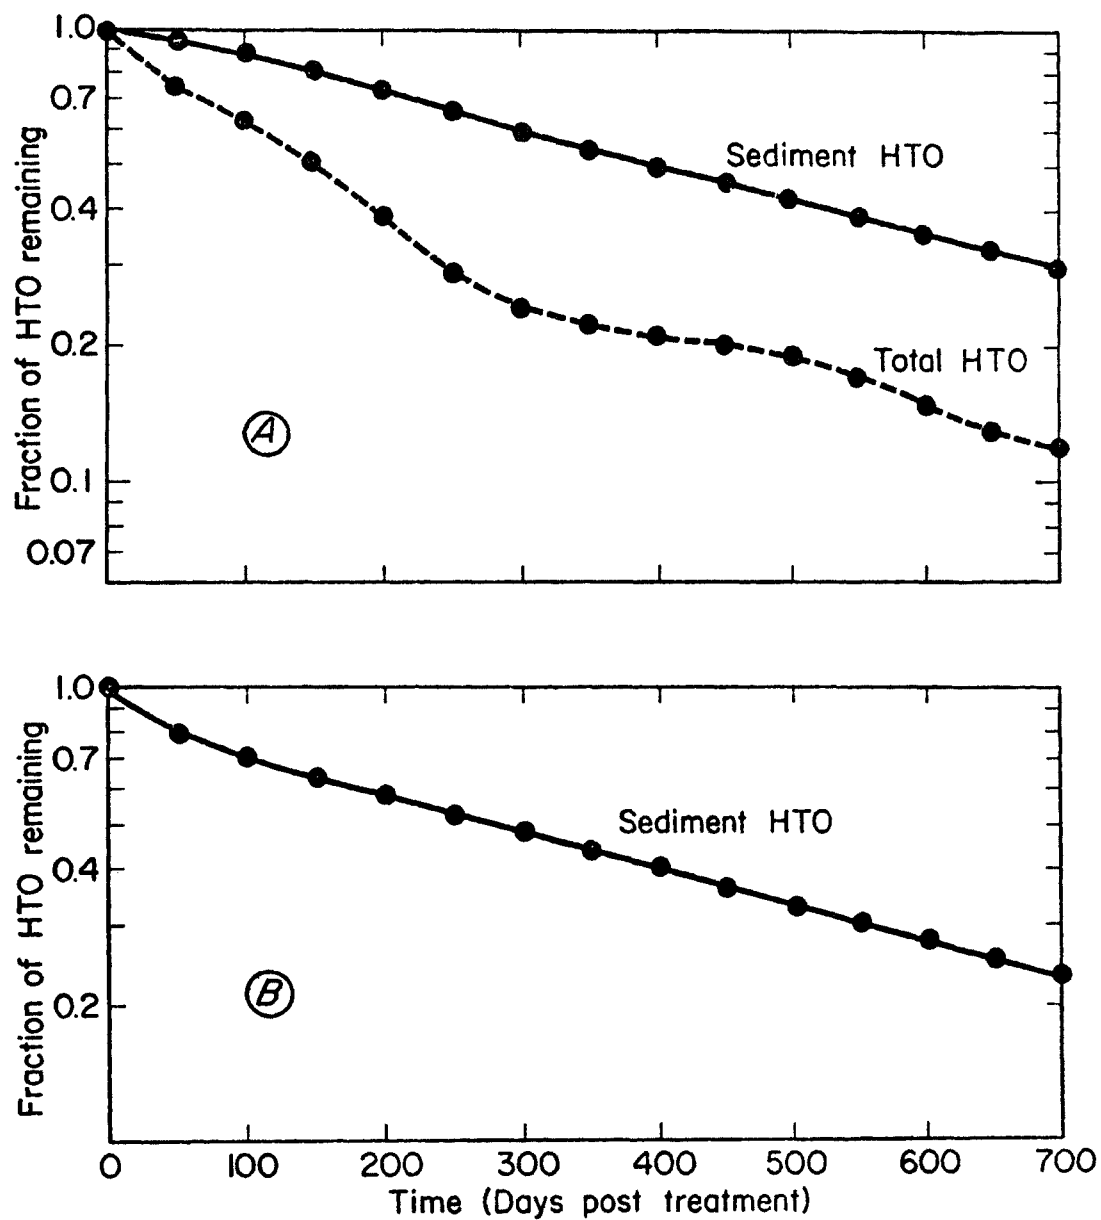 Fraction of HTO remaining
1.0
0.7
0.4
0.2
0.1
0.07
Sediment HTO
Total HTO
A
Fraction of HTO remaining
1.0
0.7
0.4
0.2
Sediment HTO
B
0 100 200 300 400 500 600 700
Time (Days post treatment)